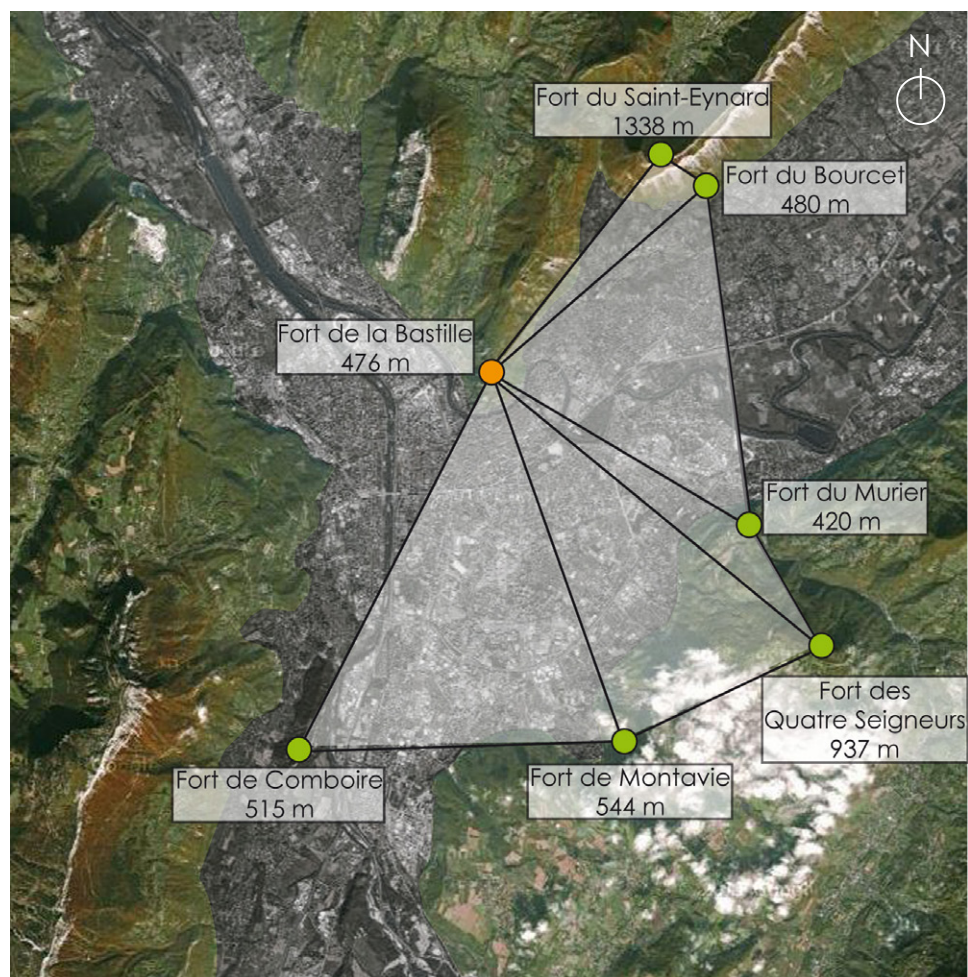 N
Fort du Saint-Eynard
1338 m
Fort du Bourcet
480 m
Fort de la Bastille
476 m
Fort du Murier
420 m
Fort des
Quatre Seigneurs
937 m
Fort de Comboire
515 m
Fort de Montavie
544 m